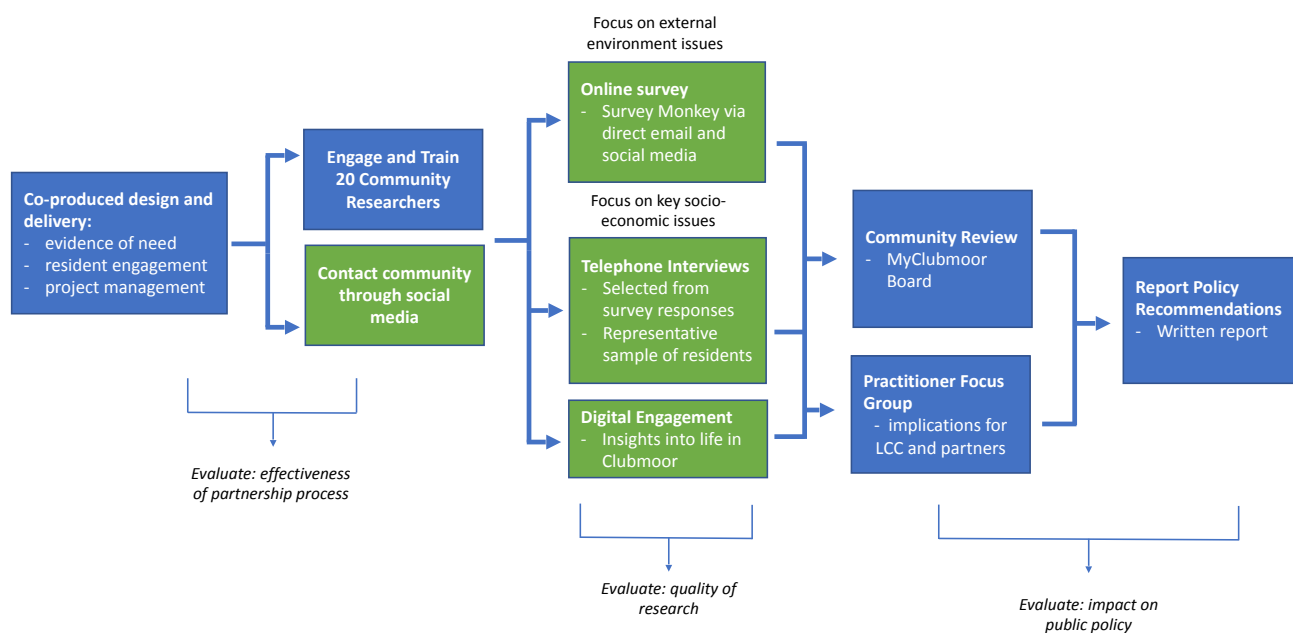 Co-produced design and
delivery:
- evidence of need
- resident engagement
- project management
Engage and Train
20 Community
Researchers
Contact community
through social
media
Evaluate: effectiveness
of partnership process
Focus on external
environment issues
Online survey
- Survey Monkey via
direct email and
social media
Focus on key socio-
economic issues
Telephone Interviews
- Selected from
survey responses
- Representative
sample of residents
Digital Engagement
- Insights into life in
Clubmoor
Evaluate: quality of
research
Community Review
- MyClubmoor
Board
Practitioner Focus
Group
- implications for
LCC and partners
Report Policy
Recommendations
- Written report
Evaluate: impact on
public policy